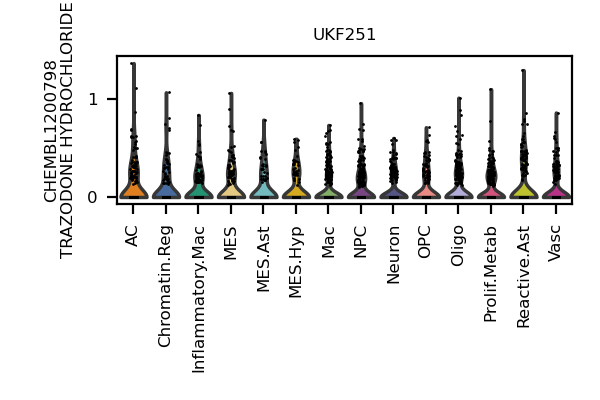 UKF251
CHEMBL1200798
TRAZODONE HYDROCHLORIDE
1
0
AC
Chromatin.Reg
Inflammatory.Mac
MES
MES.Ast
MES.Hyp
Mac
NPC
Neuron
OPC
Oligo
Prolif.Metab
Reactive.Ast
Vasc